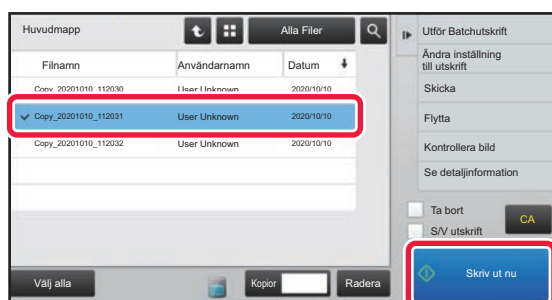 Huvudmapp
Alla Filer
Filnamn Användarnamn Datum
Copy_20201010_112030 User Unknown 2020/10/10
Copy_20201010_112031 User Unknown 2020/10/10
Copy_20201010_112032 User Unknown 2020/10/10
Välj alla
Kopior
Radera
Utför Batchutskrift
Ändra inställning
till utskrift
Skicka
Flytta
Kontrollera bild
Se detaljinformation
Ta bort
S/V utskrift
CA
Skriv ut nu